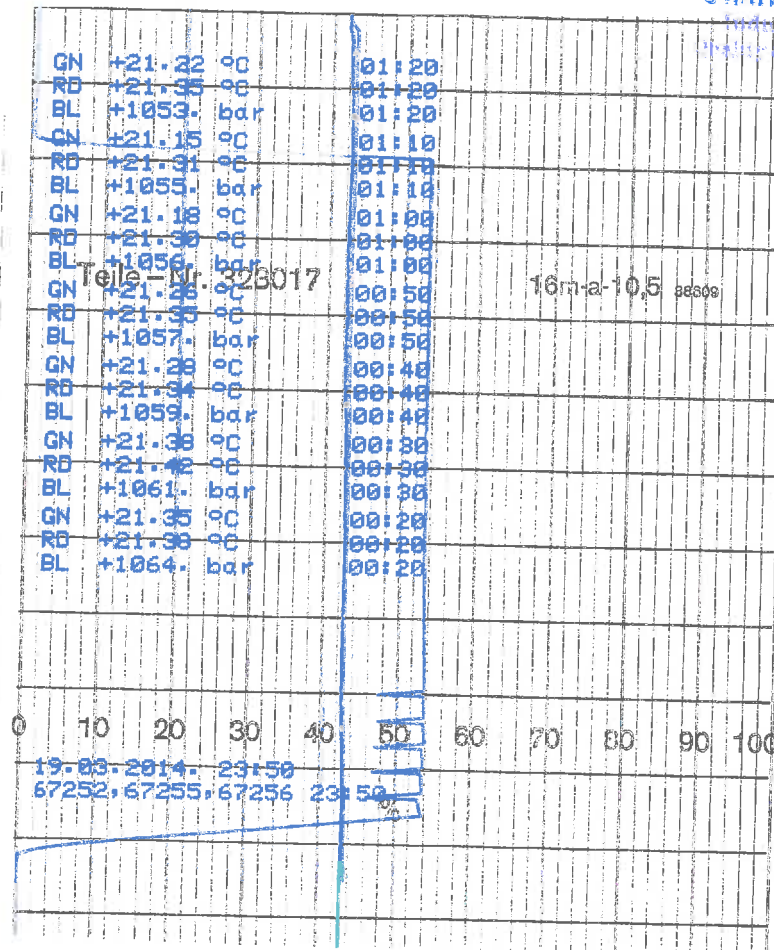 GN +21.22 °C 01:20
RD +21.35 °C 01:20
BL +1053. bar 01:20
GN +21.15 °C 01:10
RD +21.31 °C 01:10
BL +1055. bar 01:10
GN +21.18 °C 01:00
RD +21.30 °C 01:00
BL +1056. bar 01:00
Teile-Nr. 323017 16m-a-10,5
GN °C 00:50
RD °C 00:50
BL +1057. bar 00:50
GN +21.28 °C 00:40
RD +21.34 °C 00:40
BL +1059. bar 00:40
GN +21.38 °C 00:30
RD +21.42 °C 00:30
BL +1061. bar 00:30
GN +21.35 °C 00:20
RD +21.38 °C 00:20
BL +1064. bar 00:20
0 10 20 30 40 50 60 70 80 90 100
19.03.2014. 23:50
67252,67255,67256 23:50